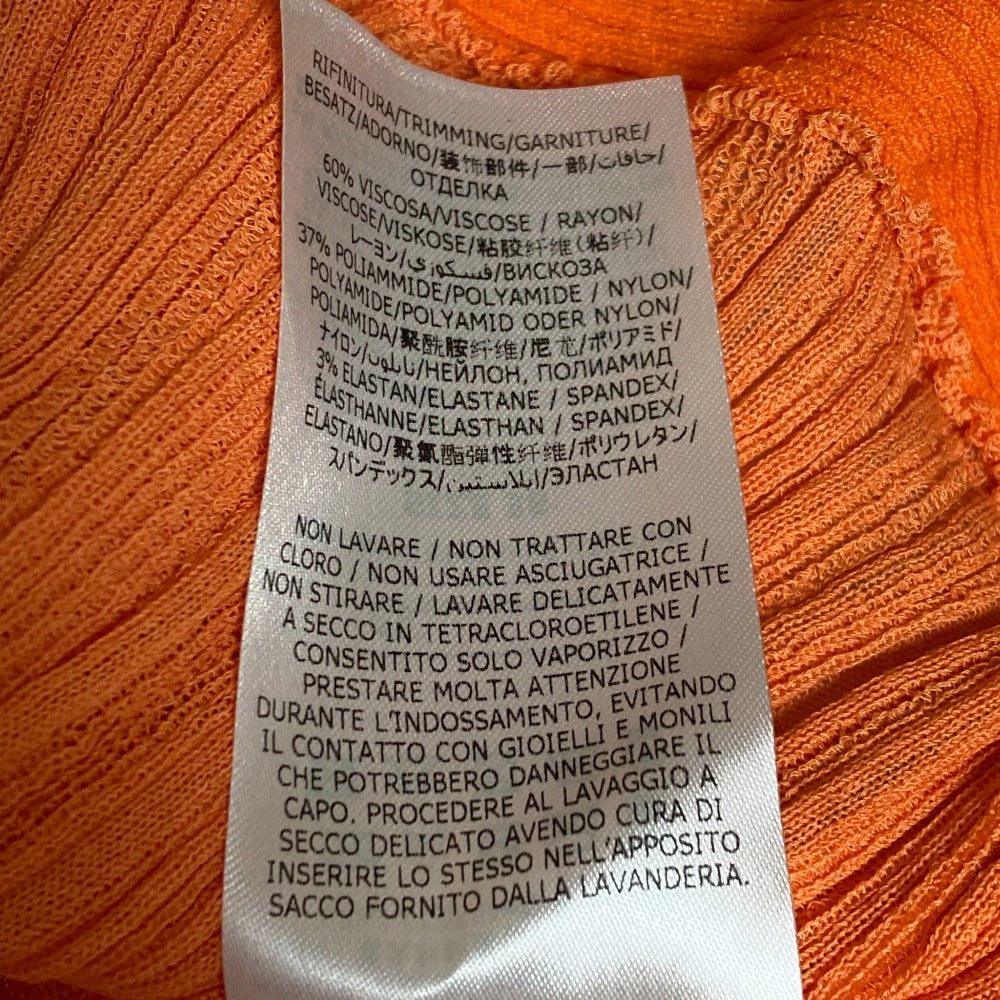 RIFINITURA/TRIMMING/GARNITURE/
BESATZ/ADORNO/装饰部件/一部/حافات/
ОТДЕЛКА
60% VISCOSA/VISCOSE / RAYON/
VISCOSE/VISKOSE/粘胶纤维(粘纤)/
レーヨン/فسكوزي/ВИСКОЗА
37% POLIAMMIDE/POLYAMIDE / NYLON/
POLYAMIDE/POLYAMID ODER NYLON/
POLIAMIDA/聚酰胺纤维/尼龙/ポリアミド/
ナイロン/نايلون/НЕЙЛОН, ПОЛИАМИД
3% ELASTAN/ELASTANE / SPANDEX/
ÉLASTHANNE/ELASTHAN / SPANDEX/
ELASTANO/聚氨酯弹性纤维/ポリウレタン/
スパンデックス/ايلاستين/ЭЛАСТАН
NON LAVARE / NON TRATTARE CON
CLORO / NON USARE ASCIUGATRICE /
NON STIRARE / LAVARE DELICATAMENTE
A SECCO IN TETRACLOROETILENE /
CONSENTITO SOLO VAPORIZZO /
PRESTARE MOLTA ATTENZIONE
DURANTE L'INDOSSAMENTO, EVITANDO
IL CONTATTO CON GIOIELLI E MONILI
CHE POTREBBERO DANNEGGIARE IL
CAPO. PROCEDERE AL LAVAGGIO A
SECCO DELICATO AVENDO CURA DI
INSERIRE LO STESSO NELL'APPOSITO
SACCO FORNITO DALLA LAVANDERIA.